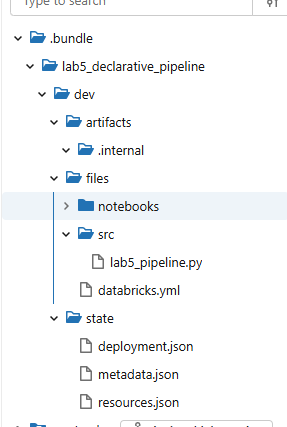 Type to search
.bundle
lab5_declarative_pipeline
dev
artifacts
.internal
files
notebooks
src
lab5_pipeline.py
databricks.yml
state
deployment.json
metadata.json
resources.json